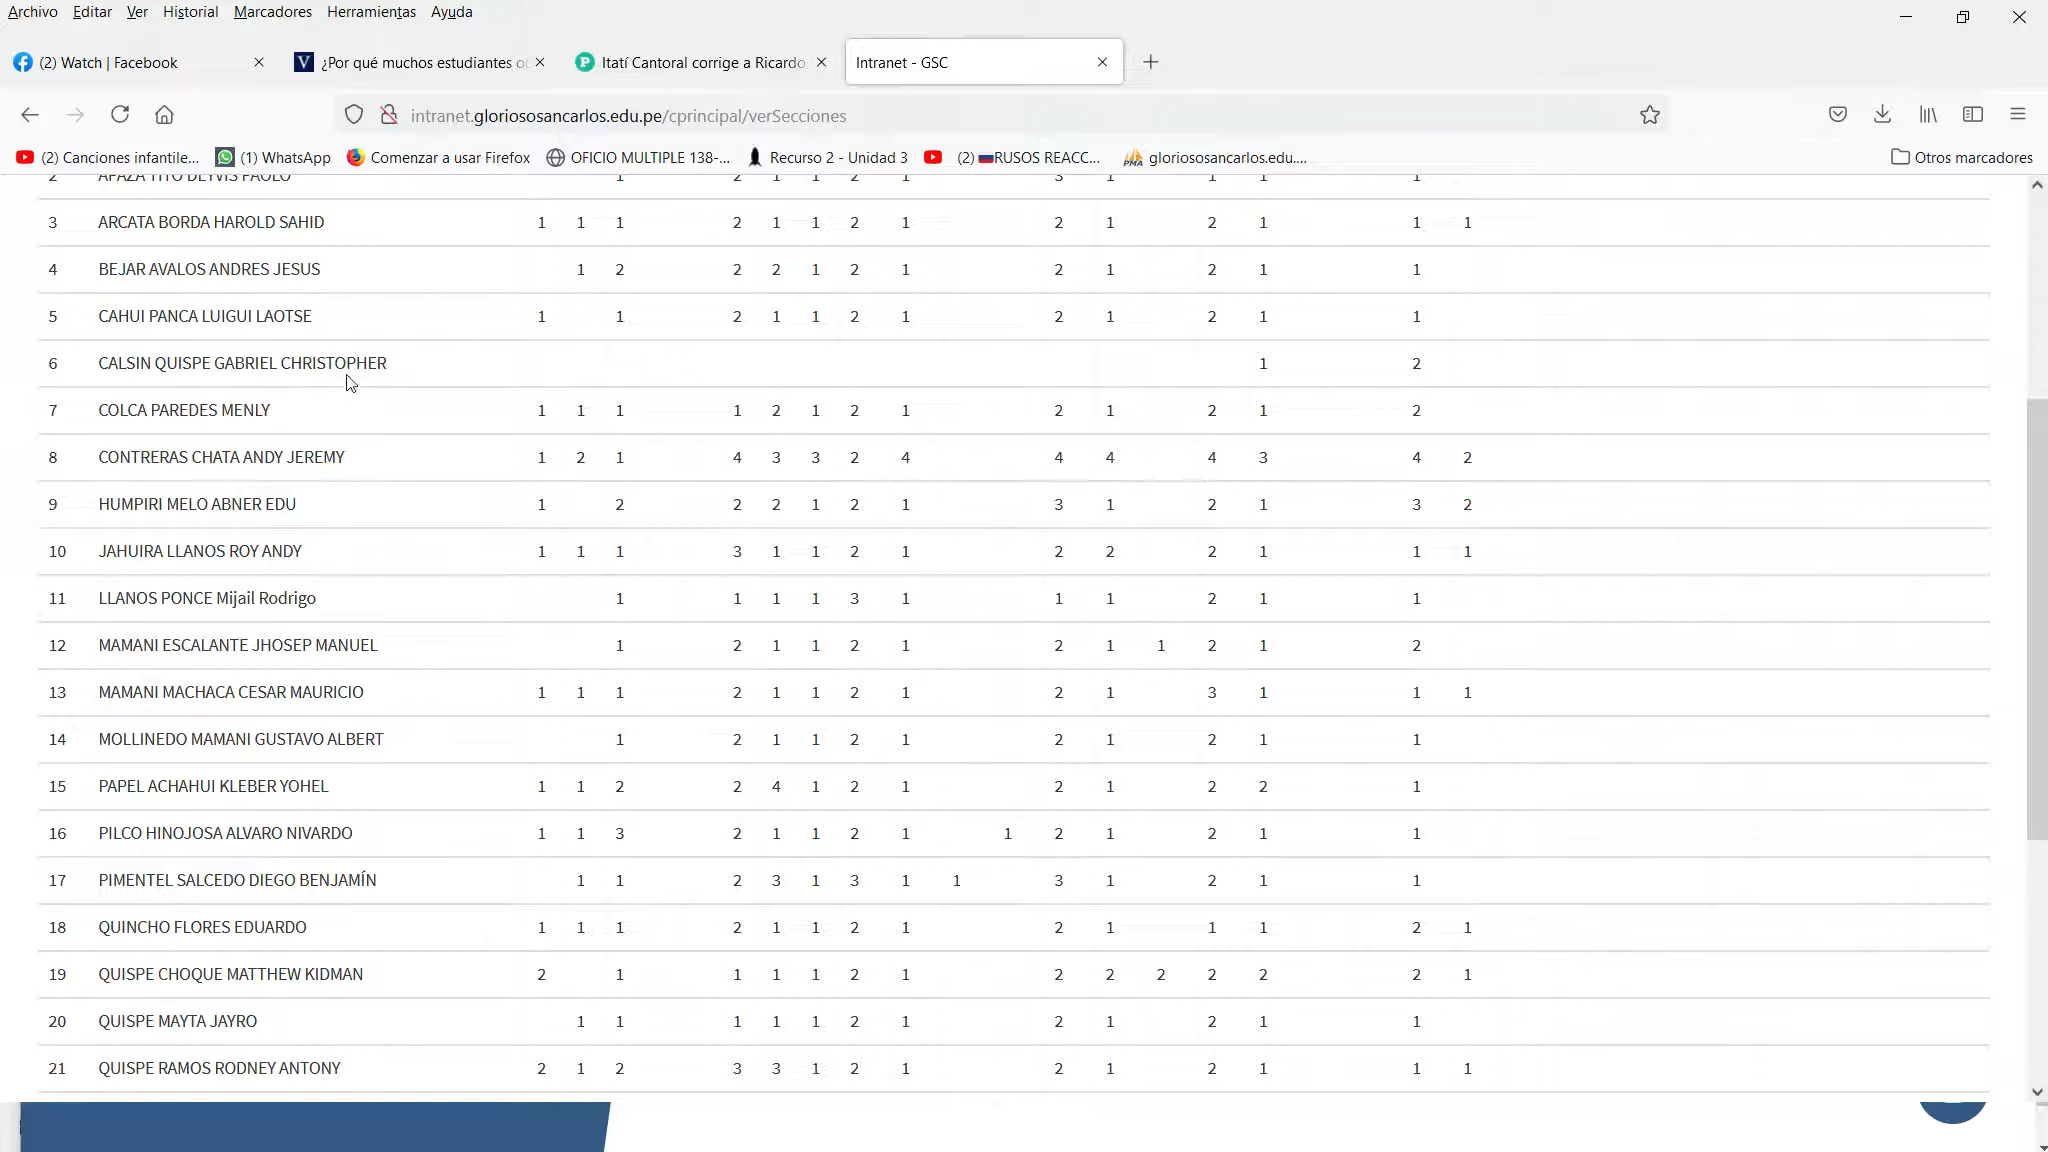 Archivo Editar Ver Historial Marcadores Herramientas Ayuda
(2) Watch | Facebook ¿Por qué muchos estudiantes Itatí Cantoral corrige a Ricardo Intranet - GSC
intranet.gloriososancarlos.edu.pe/cprincipal/verSecciones
(2) Canciones infantile... (1) WhatsApp Comenzar a usar Firefox OFICIO MULTIPLE 138-... Recurso 2 - Unidad 3 (2) RUSOS REACC... PMA gloriososancarlos.edu.... Otros marcadores
2 APAZA TITO DEYVIS PAOLO 1 2 1 1 2 1 3 1 1 1 1
3 ARCATA BORDA HAROLD SAHID 1 1 1 2 1 1 2 1 2 1 2 1 1 1
4 BEJAR AVALOS ANDRES JESUS 1 2 2 2 1 2 1 2 1 2 1 1
5 CAHUI PANCA LUIGUI LAOTSE 1 1 2 1 1 2 1 2 1 2 1 1
6 CALSIN QUISPE GABRIEL CHRISTOPHER 1 2
7 COLCA PAREDES MENLY 1 1 1 1 2 1 2 1 2 1 2 1 2
8 CONTRERAS CHATA ANDY JEREMY 1 2 1 4 3 3 2 4 4 4 4 3 4 2
9 HUMPIRI MELO ABNER EDU 1 2 2 2 1 2 1 3 1 2 1 3 2
10 JAHUIRA LLANOS ROY ANDY 1 1 1 3 1 1 2 1 2 2 2 1 1 1
11 LLANOS PONCE Mijail Rodrigo 1 1 1 1 3 1 1 1 2 1 1
12 MAMANI ESCALANTE JHOSEP MANUEL 1 2 1 1 2 1 2 1 1 2 1 2
13 MAMANI MACHACA CESAR MAURICIO 1 1 1 2 1 1 2 1 2 1 3 1 1 1
14 MOLLINEDO MAMANI GUSTAVO ALBERT 1 2 1 1 2 1 2 1 2 1 1
15 PAPEL ACHAHUI KLEBER YOHEL 1 1 2 2 4 1 2 1 2 1 2 2 1
16 PILCO HINOJOSA ALVARO NIVARDO 1 1 3 2 1 1 2 1 1 2 1 2 1 1
17 PIMENTEL SALCEDO DIEGO BENJAMÍN 1 1 2 3 1 3 1 1 3 1 2 1 1
18 QUINCHO FLORES EDUARDO 1 1 1 2 1 1 2 1 2 1 1 1 2 1
19 QUISPE CHOQUE MATTHEW KIDMAN 2 1 1 1 1 2 1 2 2 2 2 2 2 1
20 QUISPE MAYTA JAYRO 1 1 1 1 1 2 1 2 1 2 1 1
21 QUISPE RAMOS RODNEY ANTONY 2 1 2 3 3 1 2 1 2 1 2 1 1 1